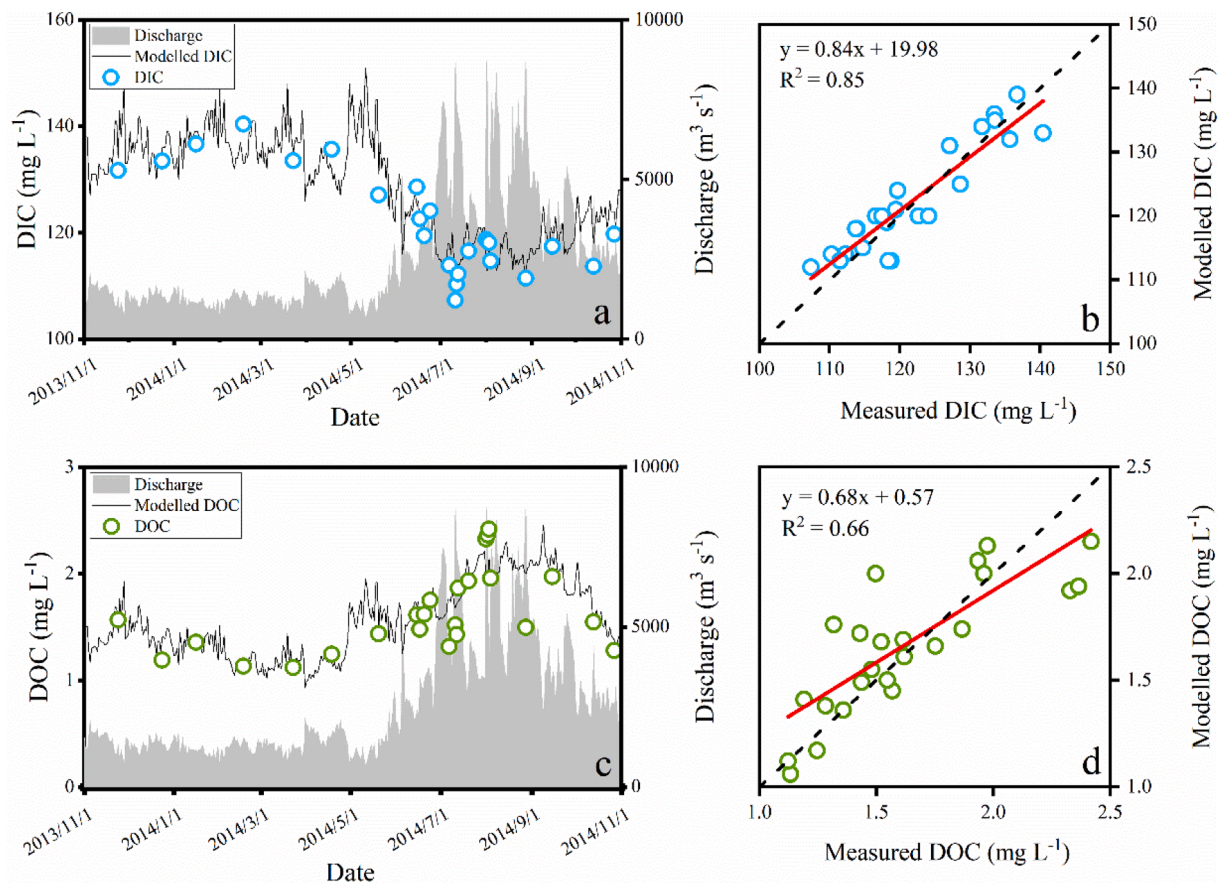 160
140
120
100
DIC (mg L⁻¹)
Discharge
Modelled DIC
DIC
a
10000
5000
0
Discharge (m³ s⁻¹)
2013/11/1
2014/1/1
2014/3/1
2014/5/1
2014/7/1
2014/9/1
2014/11/1
Date
y = 0.84x + 19.98
R² = 0.85
b
150
140
130
120
110
100
Modelled DIC (mg L⁻¹)
100 110 120 130 140 150
Measured DIC (mg L⁻¹)
3
2
1
0
DOC (mg L⁻¹)
Discharge
Modelled DOC
DOC
c
10000
5000
0
Discharge (m³ s⁻¹)
2013/11/1
2014/1/1
2014/3/1
2014/5/1
2014/7/1
2014/9/1
2014/11/1
Date
y = 0.68x + 0.57
R² = 0.66
d
2.5
2.0
1.5
1.0
Modelled DOC (mg L⁻¹)
1.0 1.5 2.0 2.5
Measured DOC (mg L⁻¹)